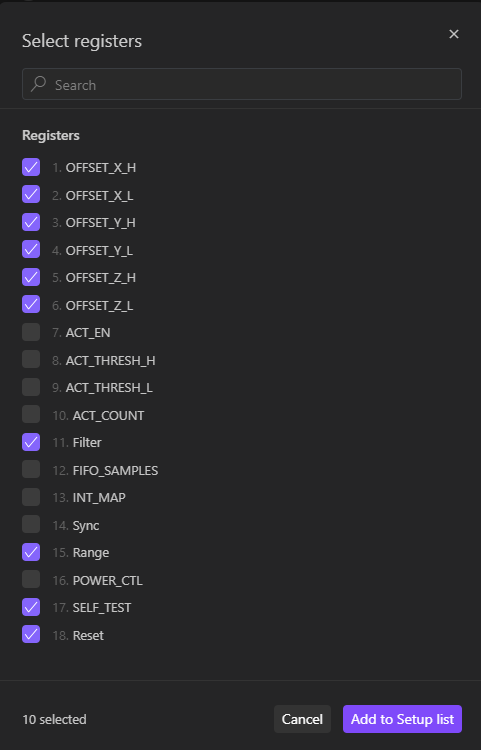 Select registers
Search
Registers
1. OFFSET_X_H
2. OFFSET_X_L
3. OFFSET_Y_H
4. OFFSET_Y_L
5. OFFSET_Z_H
6. OFFSET_Z_L
7. ACT_EN
8. ACT_THRESH_H
9. ACT_THRESH_L
10. ACT_COUNT
11. Filter
12. FIFO_SAMPLES
13. INT_MAP
14. Sync
15. Range
16. POWER_CTL
17. SELF_TEST
18. Reset
10 selected Cancel Add to Setup list